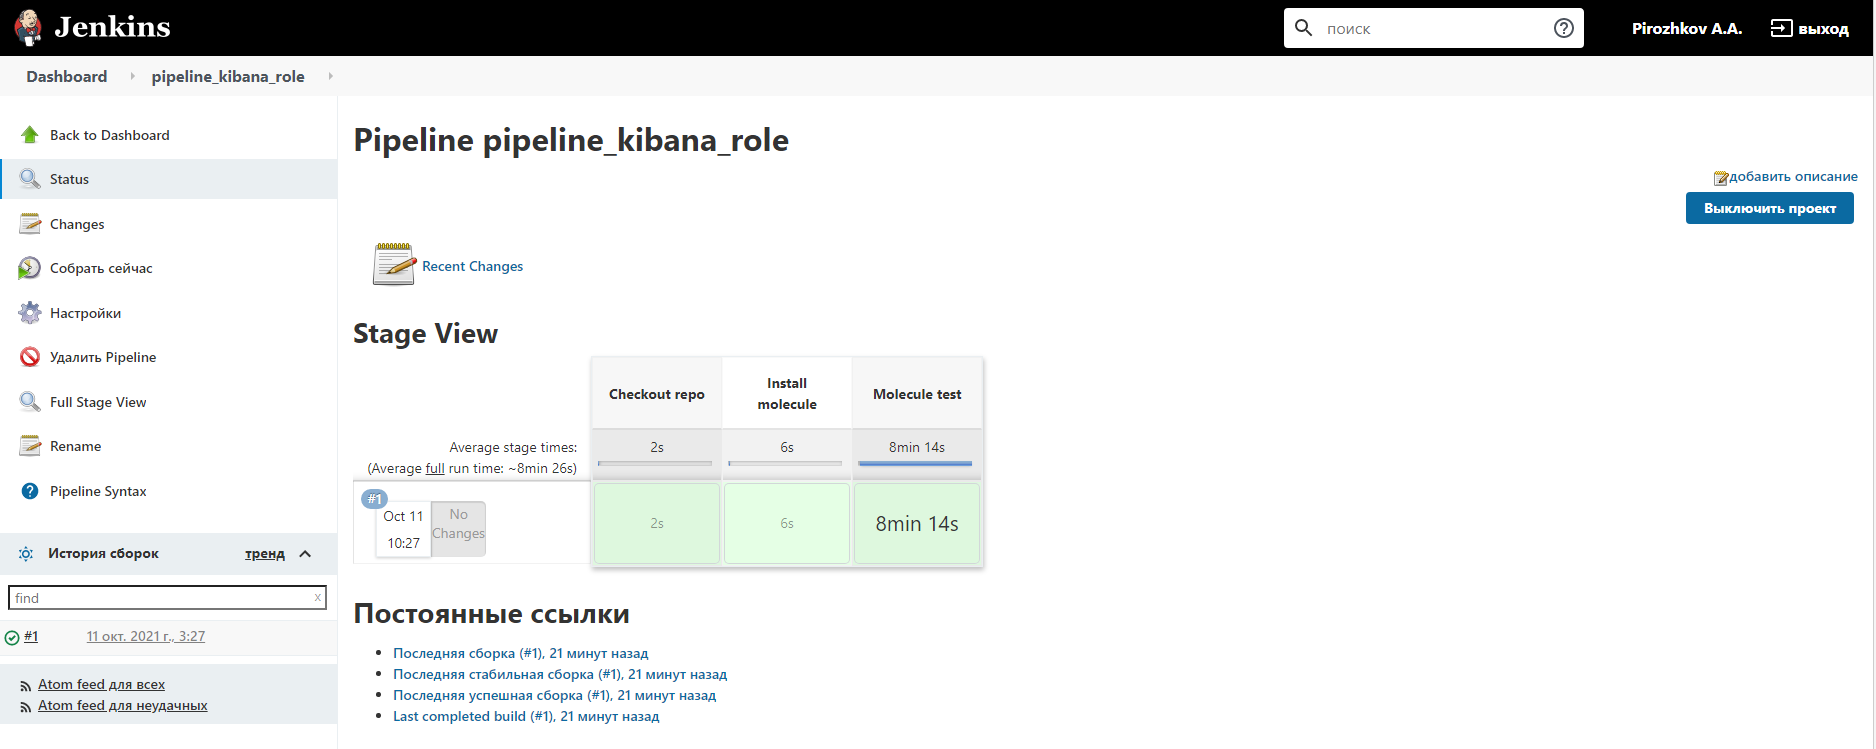 Jenkins
поиск
Pirozhkov A.A.
выход
Dashboard
pipeline_kibana_role
Back to Dashboard
Status
Changes
Собрать сейчас
Настройки
Удалить Pipeline
Full Stage View
Rename
Pipeline Syntax
История сборок
тренд
find
x
#1
11 окт. 2021 г., 3:27
Atom feed для всех
Atom feed для неудачных
Pipeline pipeline_kibana_role
добавить описание
Выключить проект
Recent Changes
Stage View
Checkout repo
Install
molecule
Molecule test
Average stage times:
(Average full run time: ~8min 26s)
2s
6s
8min 14s
#1
Oct 11
10:27
No
Changes
2s
6s
8min 14s
Постоянные ссылки
Последняя сборка (#1), 21 минут назад
Последняя стабильная сборка (#1), 21 минут назад
Последняя успешная сборка (#1), 21 минут назад
Last completed build (#1), 21 минут назад